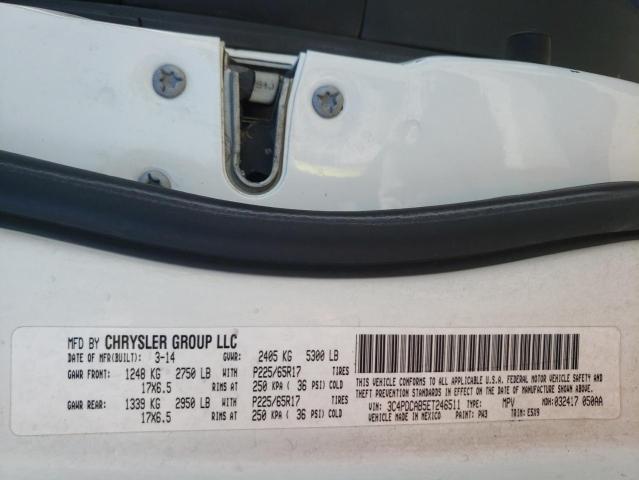 MFD BY CHRYSLER GROUP LLC
DATE OF MFR(BUILT): 3-14 GVWR: 2405 KG 5300 LB
GAWR FRONT: 1248 KG 2750 LB WITH P225/65R17 TIRES
17X6.5 RIMS AT 250 KPA ( 36 PSI) COLD
GAWR REAR: 1339 KG 2950 LB WITH P225/65R17 TIRES
17X6.5 RIMS AT 250 KPA ( 36 PSI) COLD
THIS VEHICLE CONFORMS TO ALL APPLICABLE U.S.A. FEDERAL MOTOR VEHICLE SAFETY,
BUMPER, AND THEFT PREVENTION STANDARDS IN EFFECT ON THE DATE OF MANUFACTURE SHOWN ABOVE.
VIN: 3C4PDCAB5ET246511 TYPE: MPV MDH: 032417 050AA
VEHICLE MADE IN MEXICO PAINT: PW3 TRIM: E5X9